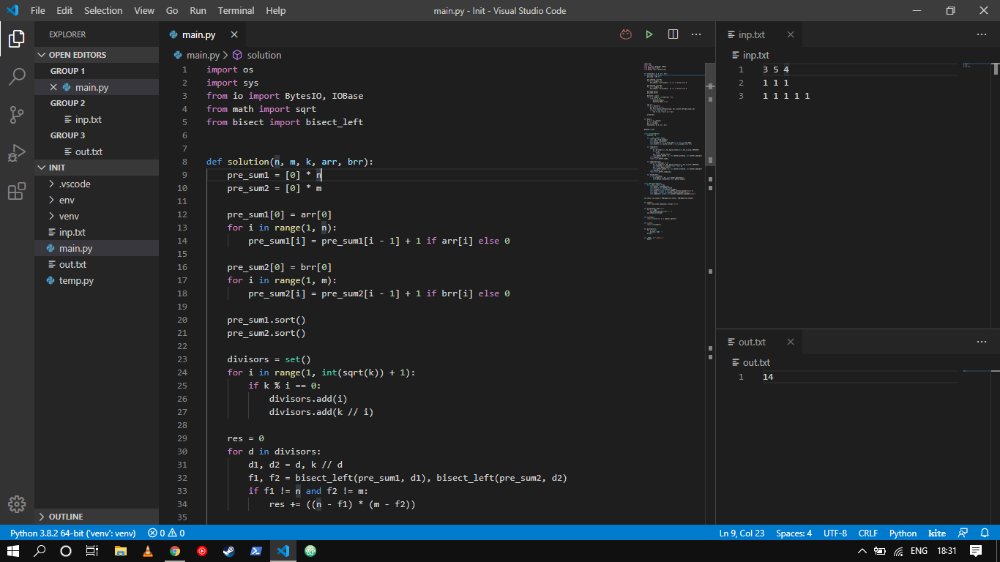 File Edit Selection View Go Run Terminal Help
main.py - Init - Visual Studio Code
EXPLORER
OPEN EDITORS
GROUP 1
main.py
GROUP 2
inp.txt
GROUP 3
out.txt
INIT
.vscode
env
venv
inp.txt
main.py
out.txt
temp.py
OUTLINE
main.py
main.py > solution
1 import os
2 import sys
3 from io import BytesIO, IOBase
4 from math import sqrt
5 from bisect import bisect_left
6
7
8 def solution(n, m, k, arr, brr):
9     pre_sum1 = [0] * n
10     pre_sum2 = [0] * m
11
12     pre_sum1[0] = arr[0]
13     for i in range(1, n):
14         pre_sum1[i] = pre_sum1[i - 1] + 1 if arr[i] else 0
15
16     pre_sum2[0] = brr[0]
17     for i in range(1, m):
18         pre_sum2[i] = pre_sum2[i - 1] + 1 if brr[i] else 0
19
20     pre_sum1.sort()
21     pre_sum2.sort()
22
23     divisors = set()
24     for i in range(1, int(sqrt(k)) + 1):
25         if k % i == 0:
26             divisors.add(i)
27             divisors.add(k // i)
28
29     res = 0
30     for d in divisors:
31         d1, d2 = d, k // d
32         f1, f2 = bisect_left(pre_sum1, d1), bisect_left(pre_sum2, d2)
33         if f1 != n and f2 != m:
34             res += ((n - f1) * (m - f2))
35
inp.txt
inp.txt
1 3 5 4
2 1 1 1
3 1 1 1 1 1
out.txt
out.txt
1 14
Python 3.8.2 64-bit ('venv': venv) 0 0 Ln 9, Col 23 Spaces: 4 UTF-8 CRLF Python kite
ENG 18:31